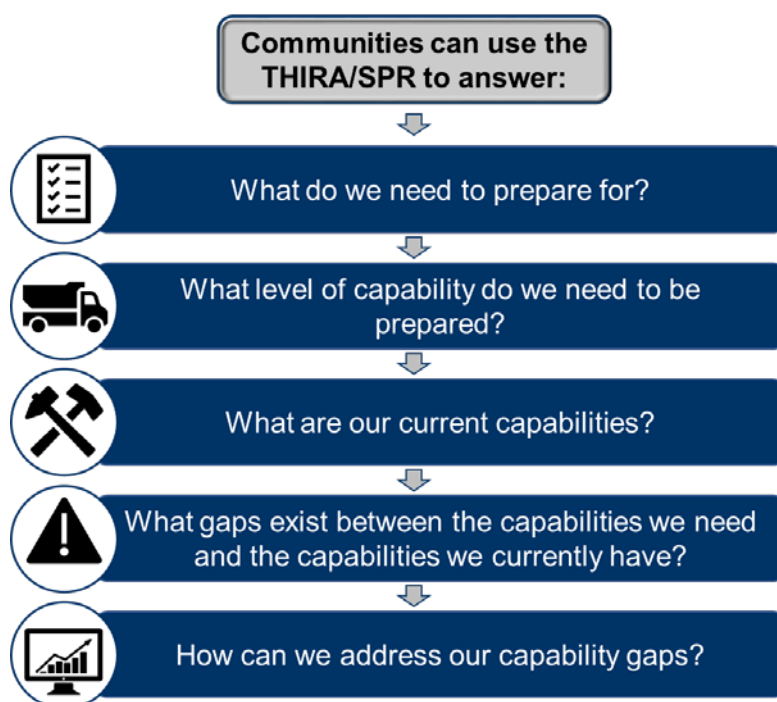 Communities can use the
THIRA/SPR to answer:
What do we need to prepare for?
What level of capability do we need to be
prepared?
What are our current capabilities?
What gaps exist between the capabilities we need
and the capabilities we currently have?
How can we address our capability gaps?